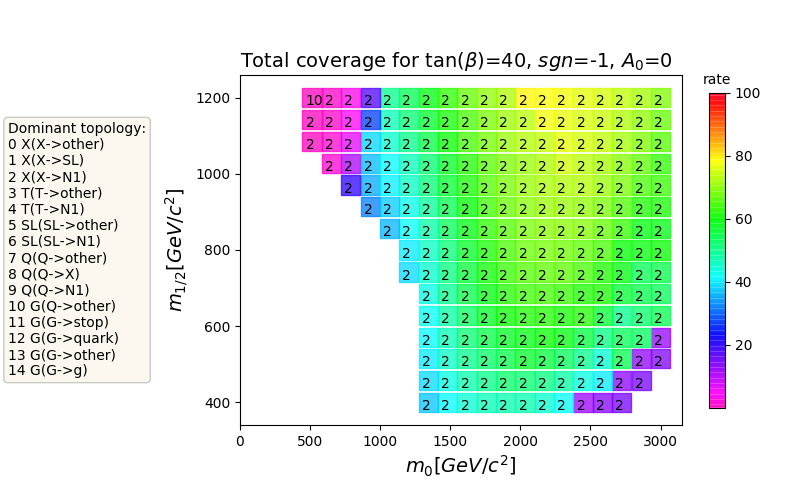 Total coverage for tan(β)=40, sgn=-1, A₀=0
Dominant topology:
0 X(X->other)
1 X(X->SL)
2 X(X->N1)
3 T(T->other)
4 T(T->N1)
5 SL(SL->other)
6 SL(SL->N1)
7 Q(Q->other)
8 Q(Q->X)
9 Q(Q->N1)
10 G(Q->other)
11 G(G->stop)
12 G(G->quark)
13 G(G->other)
14 G(G->g)
m₁/₂[GeV/c²]
1200
1000
800
600
400
10 2 2 2 2 2 2 2 2 2 2 2 2 2 2 2 2 2 2
2 2 2 2 2 2 2 2 2 2 2 2 2 2 2 2 2 2 2
2 2 2 2 2 2 2 2 2 2 2 2 2 2 2 2 2 2 2
2 2 2 2 2 2 2 2 2 2 2 2 2 2 2 2 2 2
2 2 2 2 2 2 2 2 2 2 2 2 2 2 2 2 2
2 2 2 2 2 2 2 2 2 2 2 2 2 2 2 2
2 2 2 2 2 2 2 2 2 2 2 2 2 2 2
2 2 2 2 2 2 2 2 2 2 2 2 2 2
2 2 2 2 2 2 2 2 2 2 2 2 2 2
2 2 2 2 2 2 2 2 2 2 2 2 2
2 2 2 2 2 2 2 2 2 2 2 2 2
2 2 2 2 2 2 2 2 2 2 2 2 2
2 2 2 2 2 2 2 2 2 2 2 2 2
2 2 2 2 2 2 2 2 2 2 2 2
2 2 2 2 2 2 2 2 2 2 2
0 500 1000 1500 2000 2500 3000
m₀[GeV/c²]
rate
100
80
60
40
20